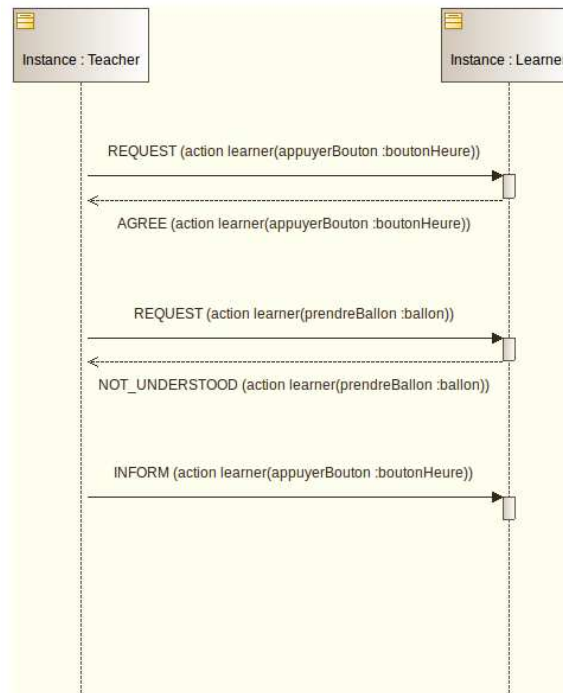 Instance : Teacher
Instance : Learner
REQUEST (action learner(appuyerBouton :boutonHeure))
AGREE (action learner(appuyerBouton :boutonHeure))
REQUEST (action learner(prendreBallon :ballon))
NOT_UNDERSTOOD (action learner(prendreBallon :ballon))
INFORM (action learner(appuyerBouton :boutonHeure))